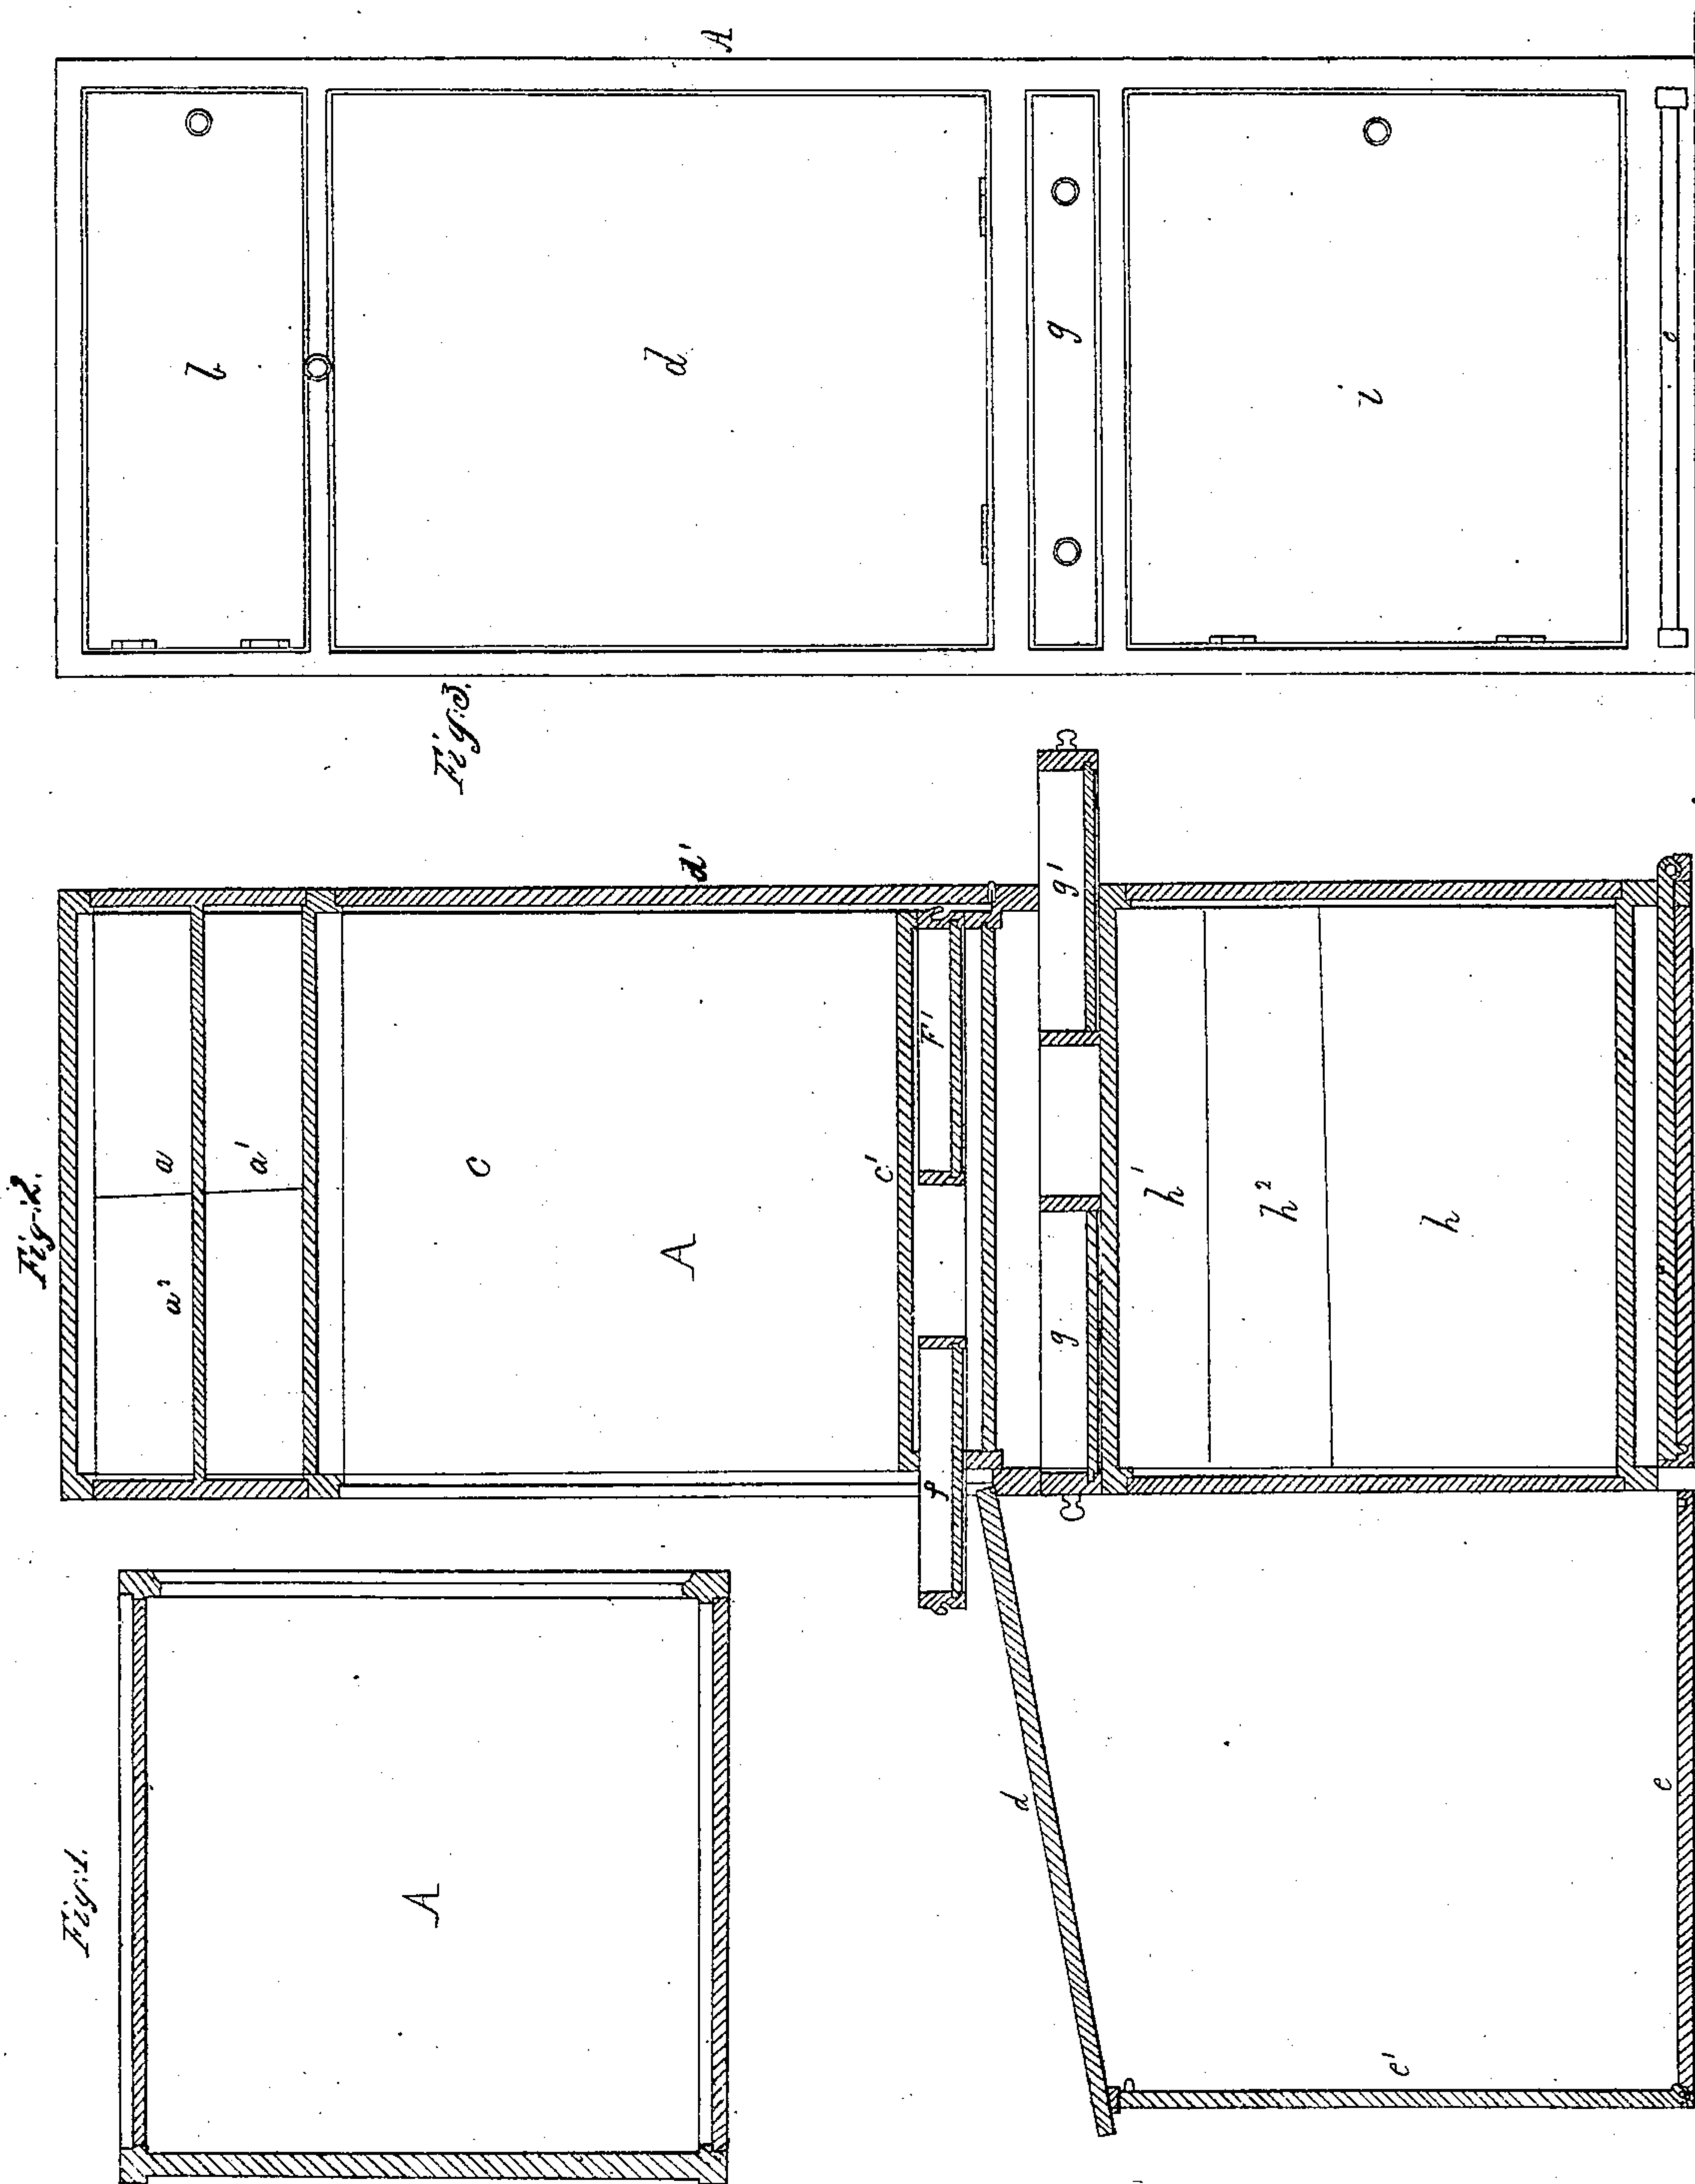 Fig. 1.
A
Fig. 2.
a
a²
a'
c
A
d'
c'
F'
f
g'
g
h'
h²
h
d
e
e'
Fig. 3.
A
b
d
g
i
e